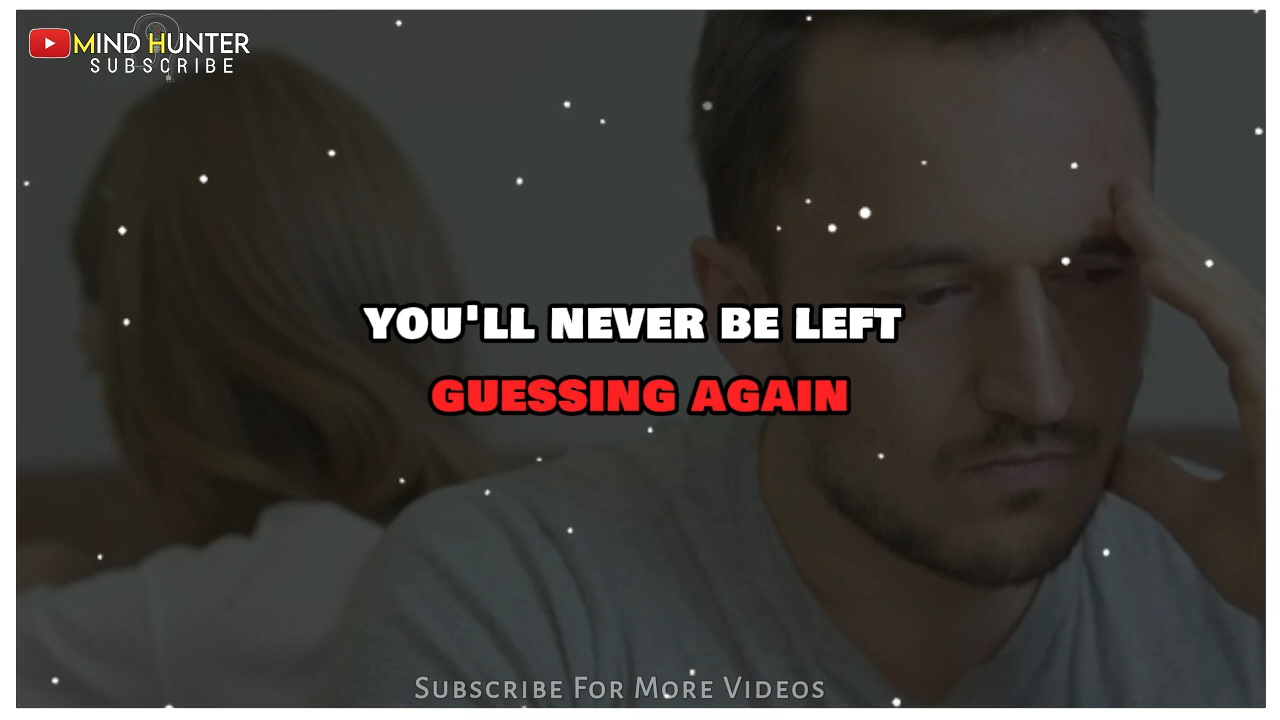 MIND HUNTER
SUBSCRIBE
YOU'LL NEVER BE LEFT
GUESSING AGAIN
SUBSCRIBE FOR MORE VIDEOS